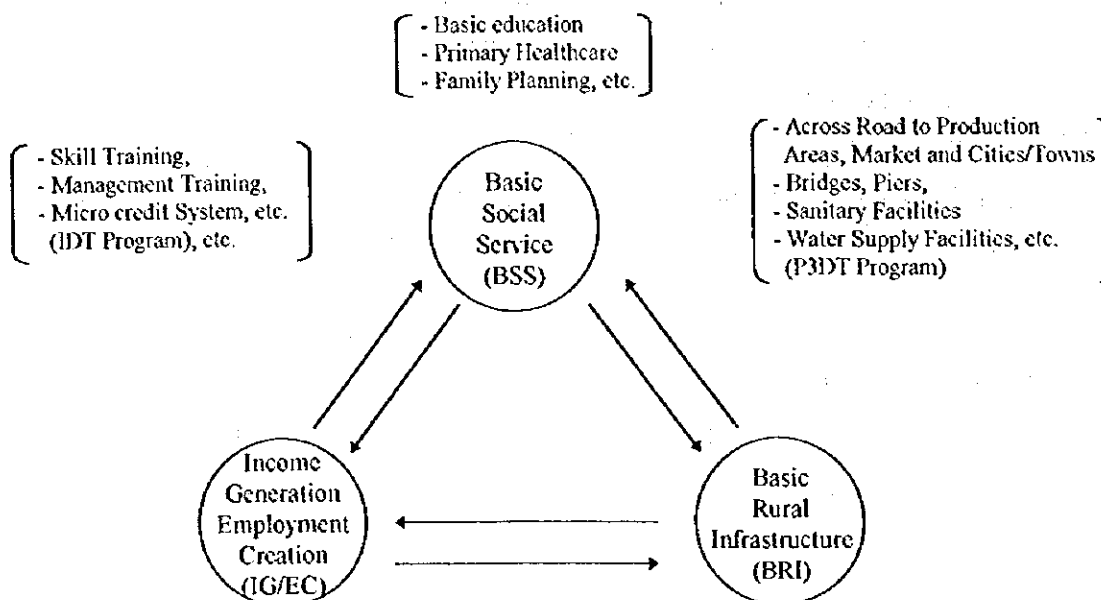 - Basic education
- Primary Healthcare
- Family Planning, etc.
- Skill Training,
- Management Training,
- Micro credit System, etc.
(IDT Program), etc.
- Across Road to Production
Areas, Market and Cities/Towns
- Bridges, Piers,
- Sanitary Facilities
- Water Supply Facilities, etc.
(P3DT Program)
Basic
Social
Service
(BSS)
Income
Generation
Employment
Creation
(IG/EC)
Basic
Rural
Infrastructure
(BRI)